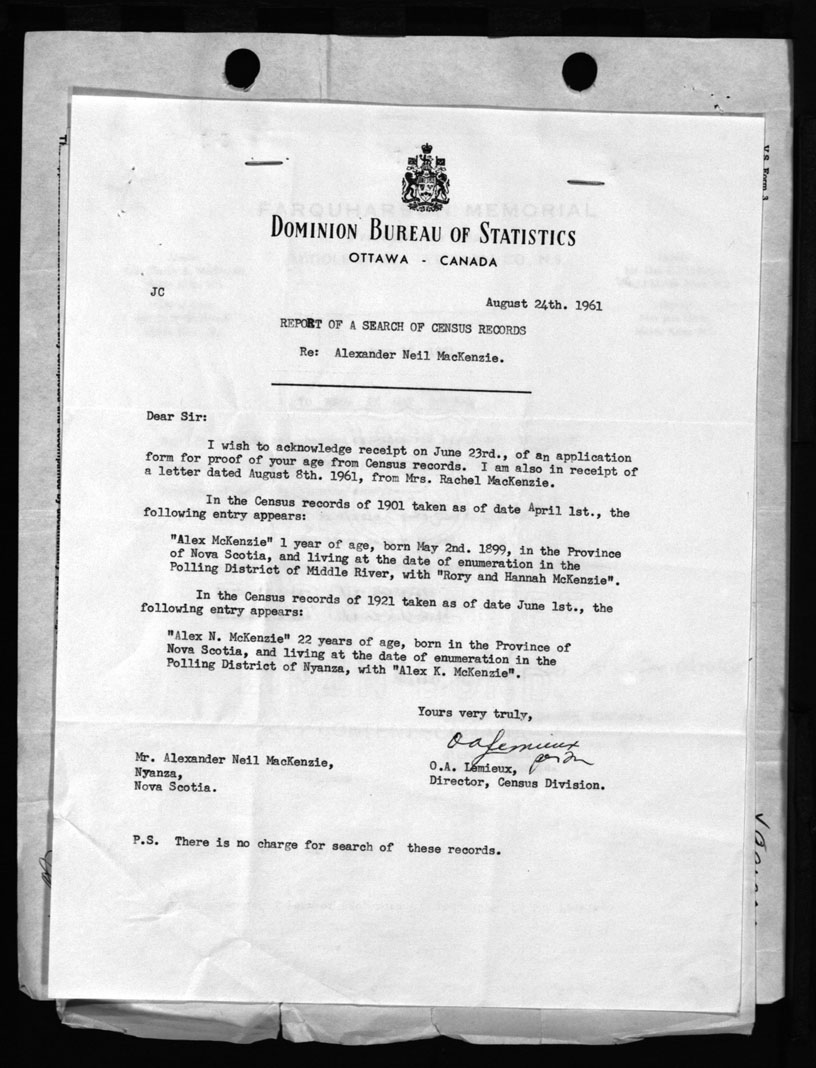 FARQUHARSON MEMORIAL
DOMINION BUREAU OF STATISTICS
OTTAWA - CANADA
JC
August 24th. 1961
REPORT OF A SEARCH OF CENSUS RECORDS
Re: Alexander Neil MacKenzie.
Dear Sir:
I wish to acknowledge receipt on June 23rd., of an application
form for proof of your age from Census records. I am also in receipt of
a letter dated August 8th. 1961, from Mrs. Rachel MacKenzie.
In the Census records of 1901 taken as of date April 1st., the
following entry appears:
"Alex McKenzie" 1 year of age, born May 2nd. 1899, in the Province
of Nova Scotia, and living at the date of enumeration in the
Polling District of Middle River, with "Rory and Hannah McKenzie".
In the Census records of 1921 taken as of date June 1st., the
following entry appears:
"Alex N. McKenzie" 22 years of age, born in the Province of
Nova Scotia, and living at the date of enumeration in the
Polling District of Nyanza, with "Alex K. McKenzie".
Yours very truly,
O A Lemieux
O.A. Lemieux,
Director, Census Division.
Mr. Alexander Neil MacKenzie,
Nyanza,
Nova Scotia.
P.S. There is no charge for search of these records.
V.S. Form 3